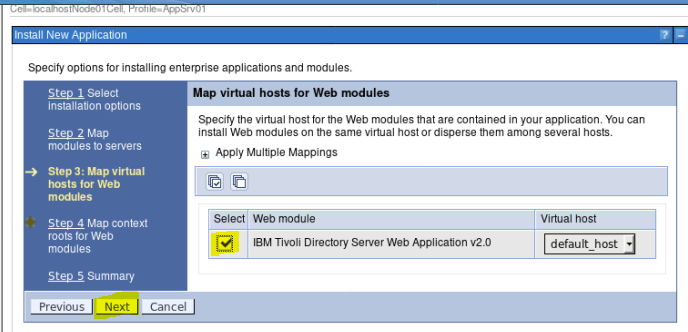 Cell=localhostNode01Cell, Profile=AppSrv01
Install New Application
? –
Specify options for installing enterprise applications and modules.
Step 1 Select
installation options
Step 2 Map
modules to servers
Step 3: Map virtual
hosts for Web
modules
Step 4 Map context
roots for Web
modules
Step 5 Summary
Map virtual hosts for Web modules
Specify the virtual host for the Web modules that are contained in your application. You can
install Web modules on the same virtual host or disperse them among several hosts.
Apply Multiple Mappings
Select Web module Virtual host
IBM Tivoli Directory Server Web Application v2.0 default_host
Previous Next Cancel